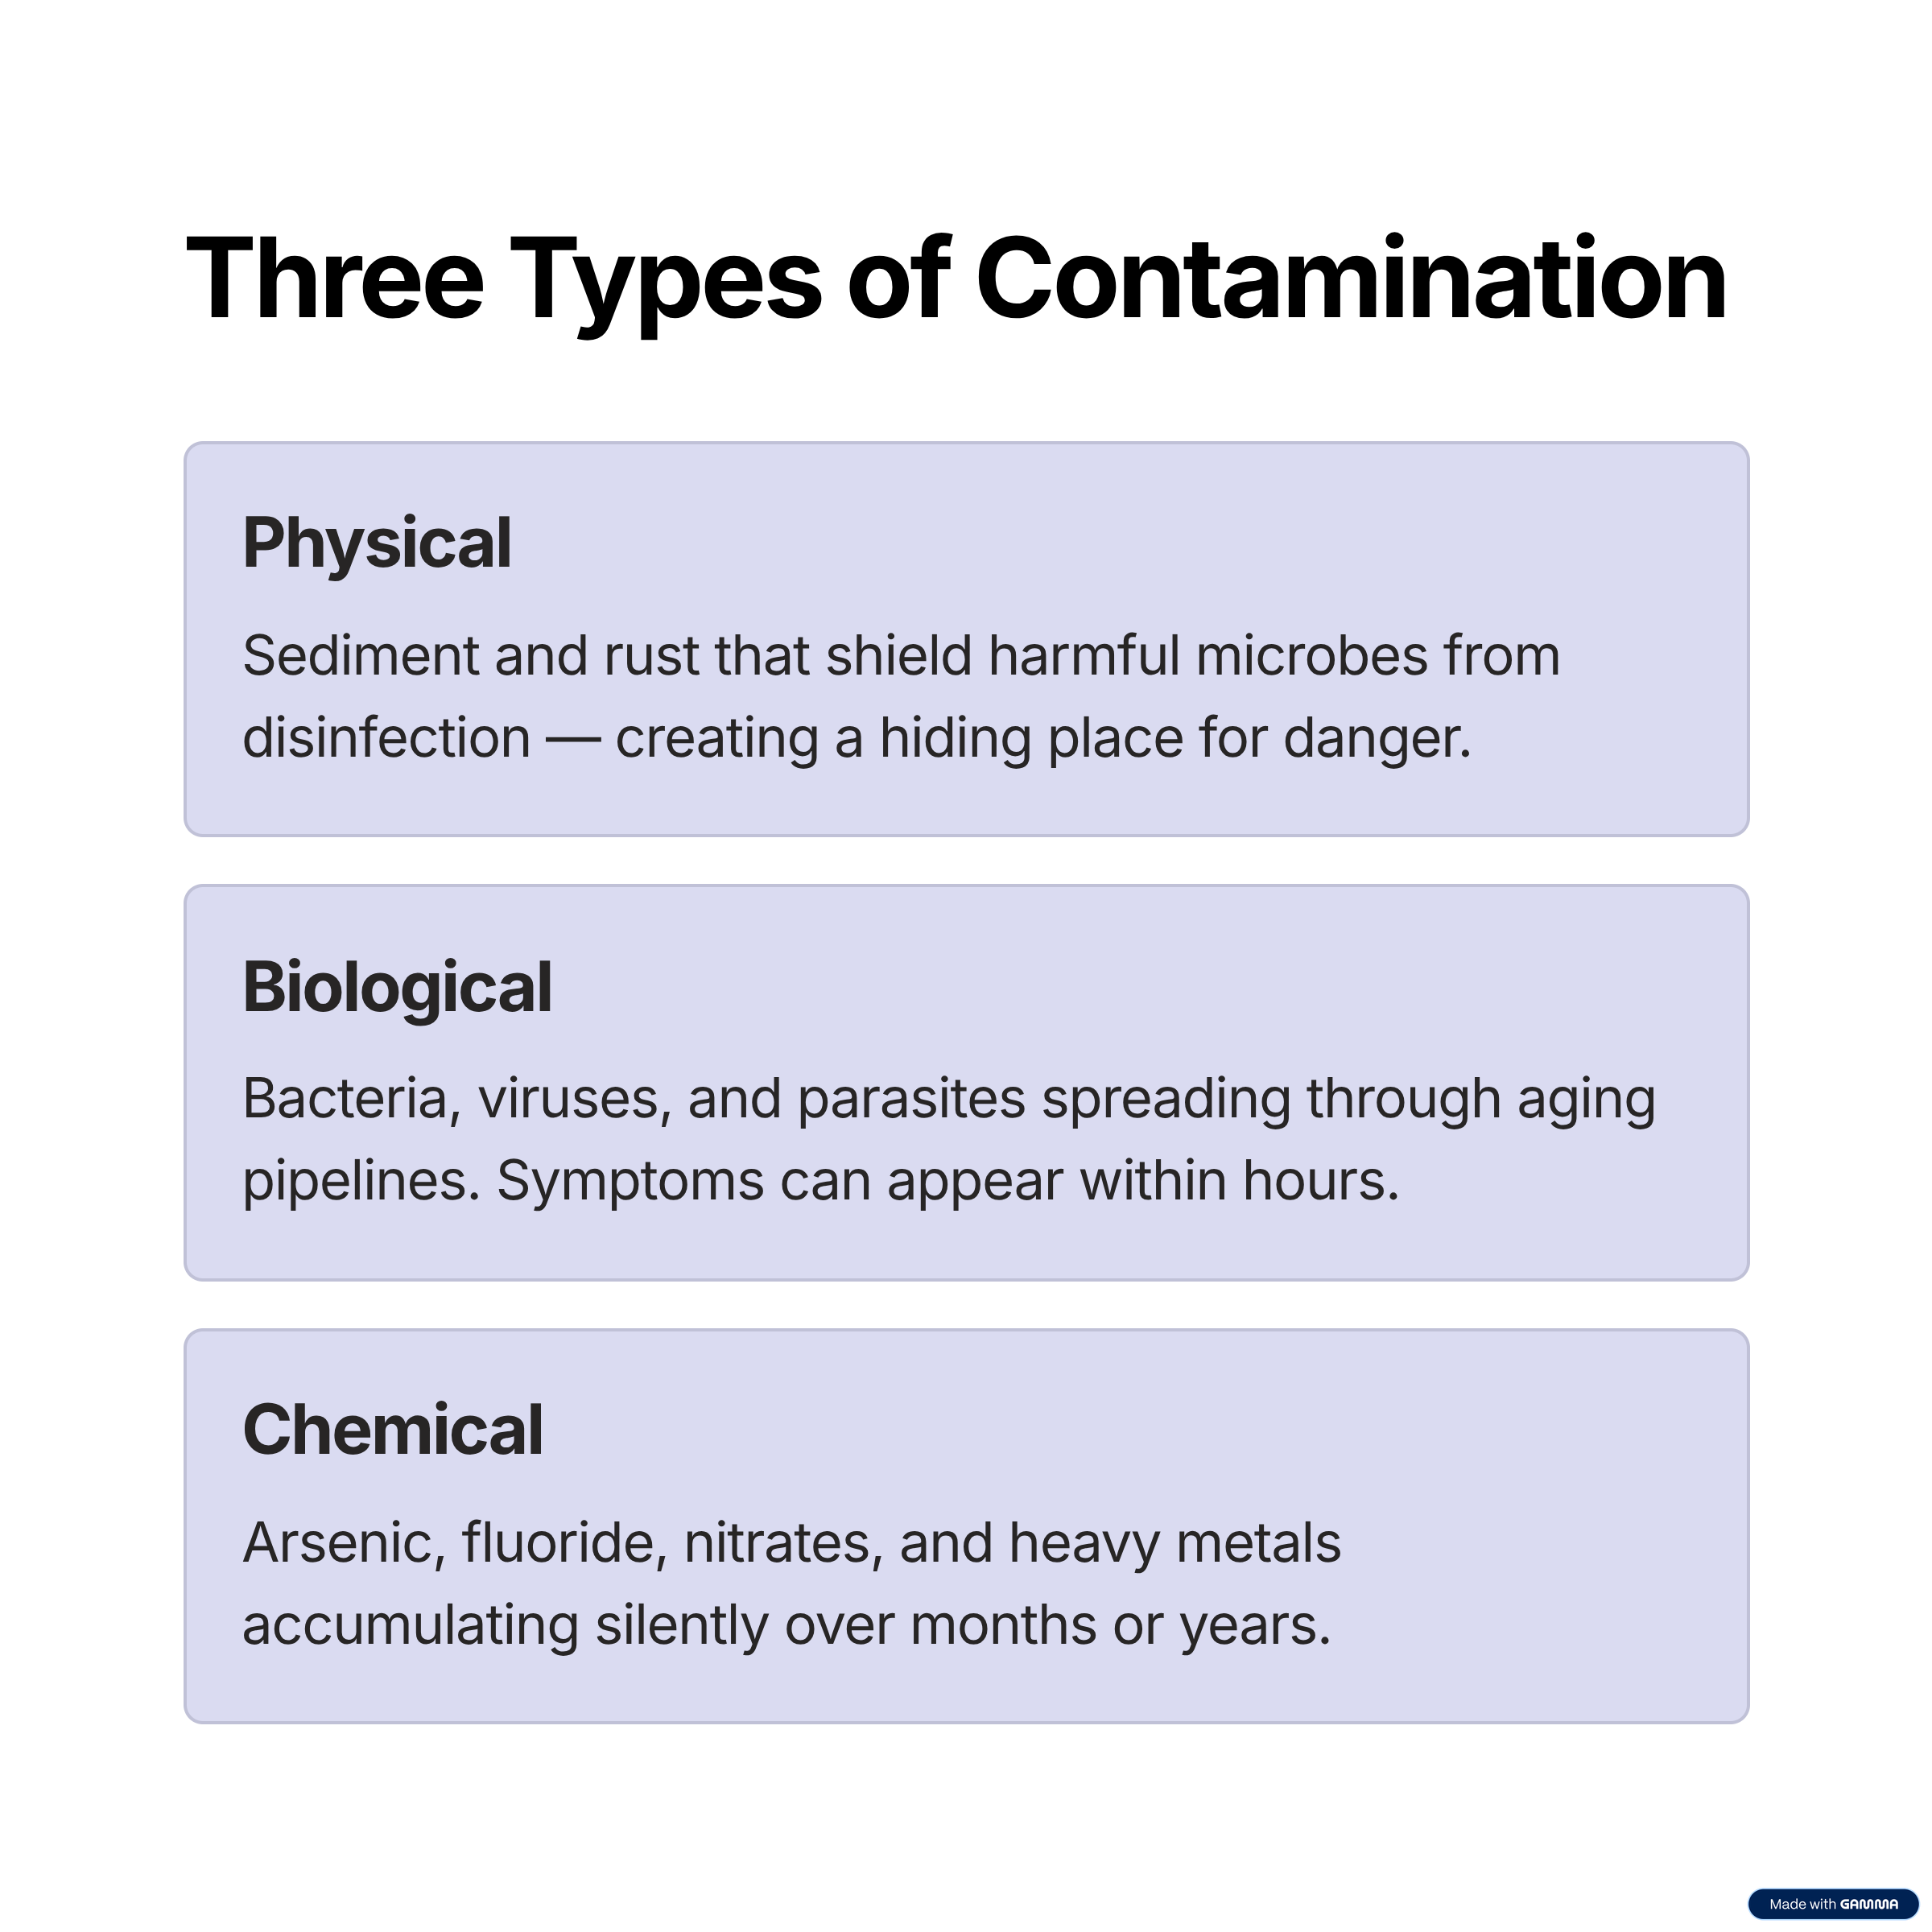 Three Types of Contamination
Physical
Sediment and rust that shield harmful microbes from
disinfection — creating a hiding place for danger.
Biological
Bacteria, viruses, and parasites spreading through aging
pipelines. Symptoms can appear within hours.
Chemical
Arsenic, fluoride, nitrates, and heavy metals
accumulating silently over months or years.
Made with GAMMA